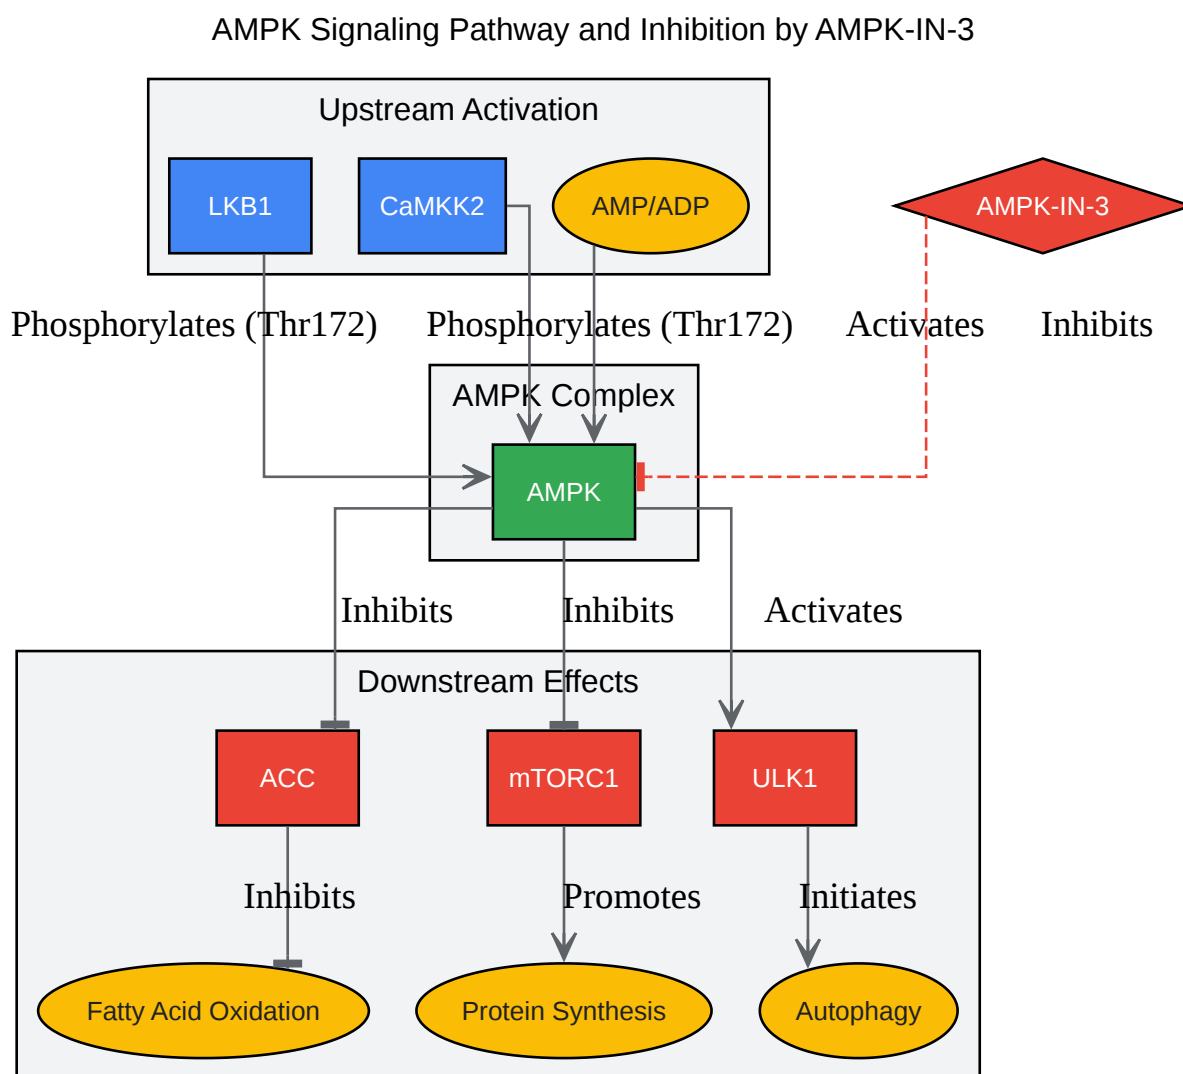 AMPK Signaling Pathway and Inhibition by AMPK-IN-3
Upstream Activation
LKB1
CaMKK2
AMP/ADP
AMPK-IN-3
Phosphorylates (Thr172)
Phosphorylates (Thr172)
Activates
Inhibits
AMPK Complex
AMPK
Inhibits
Inhibits
Activates
Downstream Effects
ACC
mTORC1
ULK1
Inhibits
Promotes
Initiates
Fatty Acid Oxidation
Protein Synthesis
Autophagy